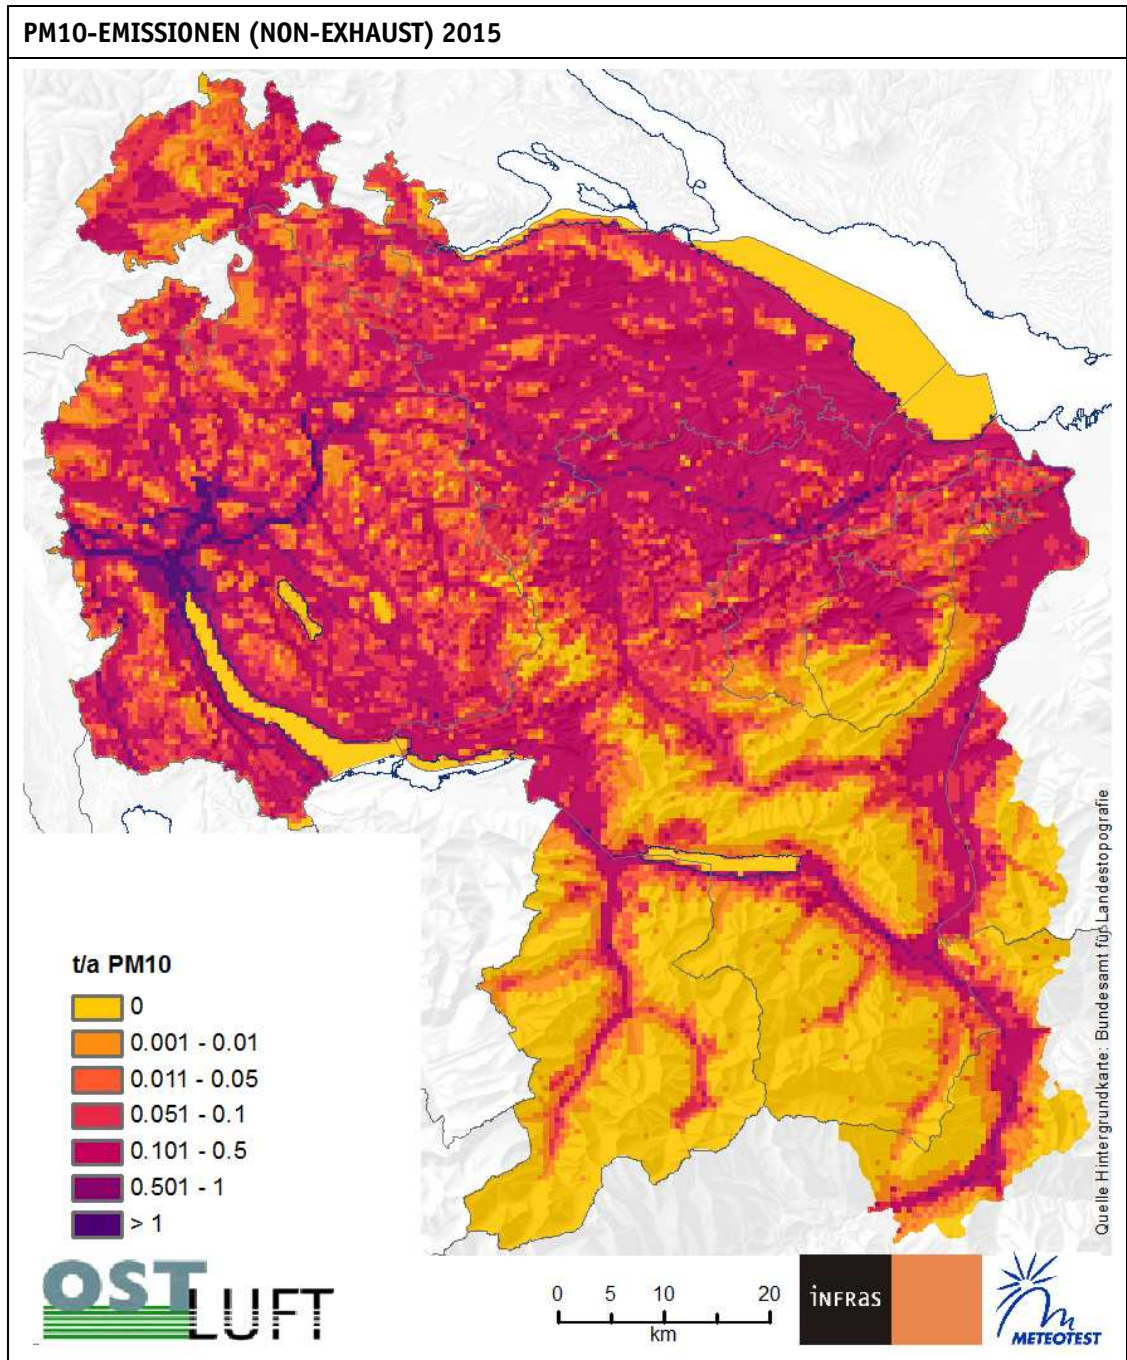 PM10-EMISSIONEN (NON-EXHAUST) 2015
Quelle Hintergrundkarte: Bundesamt für Landestopografie
t/a PM10
0
0.001 - 0.01
0.011 - 0.05
0.051 - 0.1
0.101 - 0.5
0.501 - 1
> 1
OSTLUFT
0 5 10 20
km
iNFRAS
METEOTEST